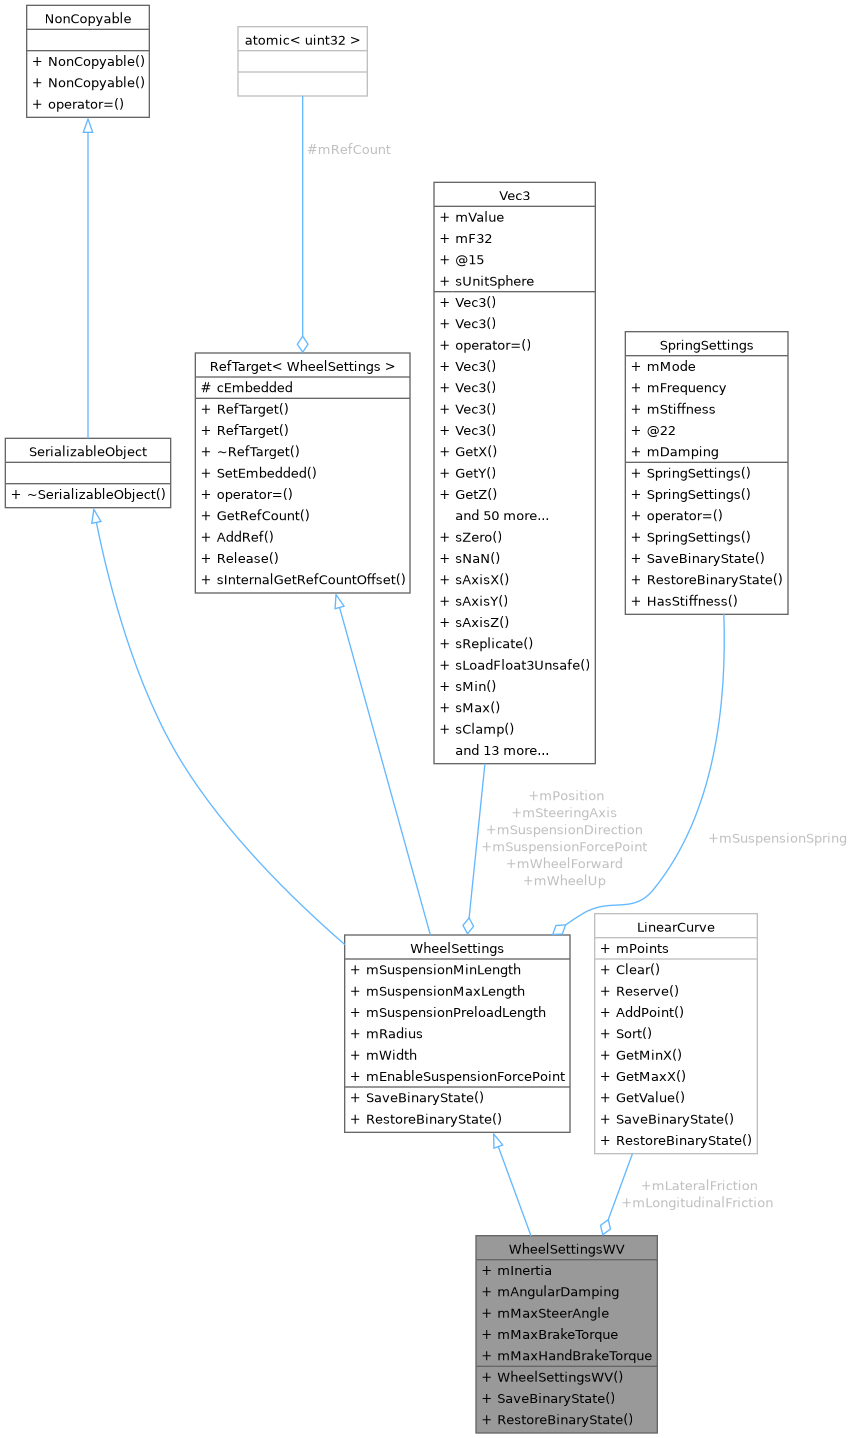 NonCopyable
+ NonCopyable()
+ NonCopyable()
+ operator=()
atomic< uint32 >
#mRefCount
Vec3
+ mValue
+ mF32
+ @15
+ sUnitSphere
+ Vec3()
+ Vec3()
+ operator=()
+ Vec3()
+ Vec3()
+ Vec3()
+ Vec3()
+ GetX()
+ GetY()
+ GetZ()
and 50 more...
+ sZero()
+ sNaN()
+ sAxisX()
+ sAxisY()
+ sAxisZ()
+ sReplicate()
+ sLoadFloat3Unsafe()
+ sMin()
+ sMax()
+ sClamp()
and 13 more...
SpringSettings
+ mMode
+ mFrequency
+ mStiffness
+ @22
+ mDamping
+ SpringSettings()
+ SpringSettings()
+ operator=()
+ SpringSettings()
+ SaveBinaryState()
+ RestoreBinaryState()
+ HasStiffness()
RefTarget< WheelSettings >
# cEmbedded
+ RefTarget()
+ RefTarget()
+ ~RefTarget()
+ SetEmbedded()
+ operator=()
+ GetRefCount()
+ AddRef()
+ Release()
+ sInternalGetRefCountOffset()
SerializableObject
+ ~SerializableObject()
+mPosition
+mSteeringAxis
+mSuspensionDirection
+mSuspensionForcePoint
+mWheelForward
+mWheelUp
+mSuspensionSpring
WheelSettings
+ mSuspensionMinLength
+ mSuspensionMaxLength
+ mSuspensionPreloadLength
+ mRadius
+ mWidth
+ mEnableSuspensionForcePoint
+ SaveBinaryState()
+ RestoreBinaryState()
LinearCurve
+ mPoints
+ Clear()
+ Reserve()
+ AddPoint()
+ Sort()
+ GetMinX()
+ GetMaxX()
+ GetValue()
+ SaveBinaryState()
+ RestoreBinaryState()
+mLateralFriction
+mLongitudinalFriction
WheelSettingsWV
+ mInertia
+ mAngularDamping
+ mMaxSteerAngle
+ mMaxBrakeTorque
+ mMaxHandBrakeTorque
+ WheelSettingsWV()
+ SaveBinaryState()
+ RestoreBinaryState()